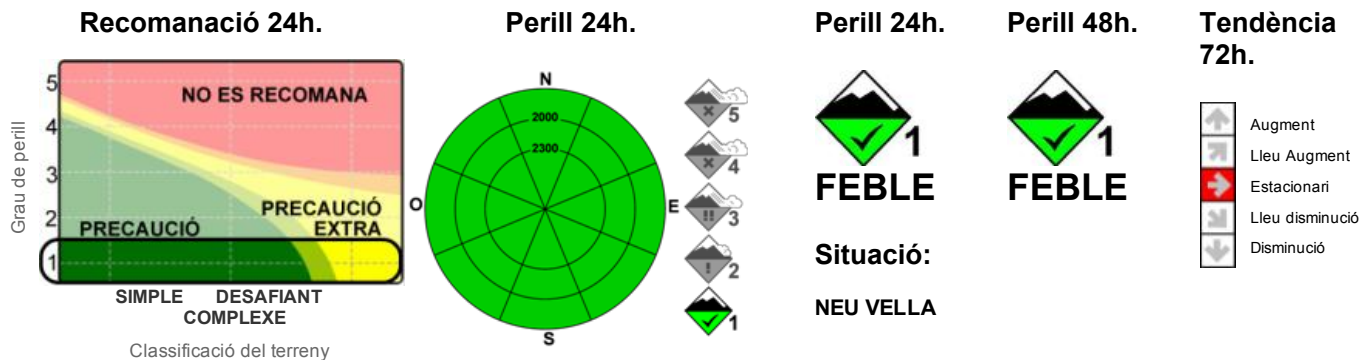 Recomanació 24h.
Grau de perill
5
4
3
2
1
NO ES RECOMANA
PRECAUCIÓ
PRECAUCIÓ
EXTRA
SIMPLE DESAFIANT
COMPLEXE
Classificació del terreny
Perill 24h.
N
2000
2300
O
E
S
5
4
3
2
1
Perill 24h.
1
FEBLE
Situació:
NEU VELLA
Perill 48h.
1
FEBLE
Tendència
72h.
Augment
Lleu Augment
Estacionari
Lleu disminució
Disminució